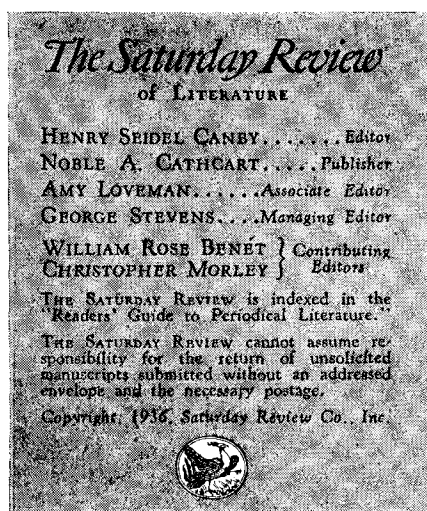 The Saturday Review
OF LITERATURE
HENRY SEIDEL CANBY.......Editor
NOBLE A. CATHCART.....Publisher
AMY LOVEMAN......Associate Editor
GEORGE STEVENS....Managing Editor
WILLIAM ROSE BENÉT } Contributing
CHRISTOPHER MORLEY } Editors
THE SATURDAY REVIEW is indexed in the
"Readers' Guide to Periodical Literature."
THE SATURDAY REVIEW cannot assume re-
sponsibility for the return of unsolicited
manuscripts submitted without an addressed
envelope and the necessary postage.
Copyright, 1936, Saturday Review Co., Inc.